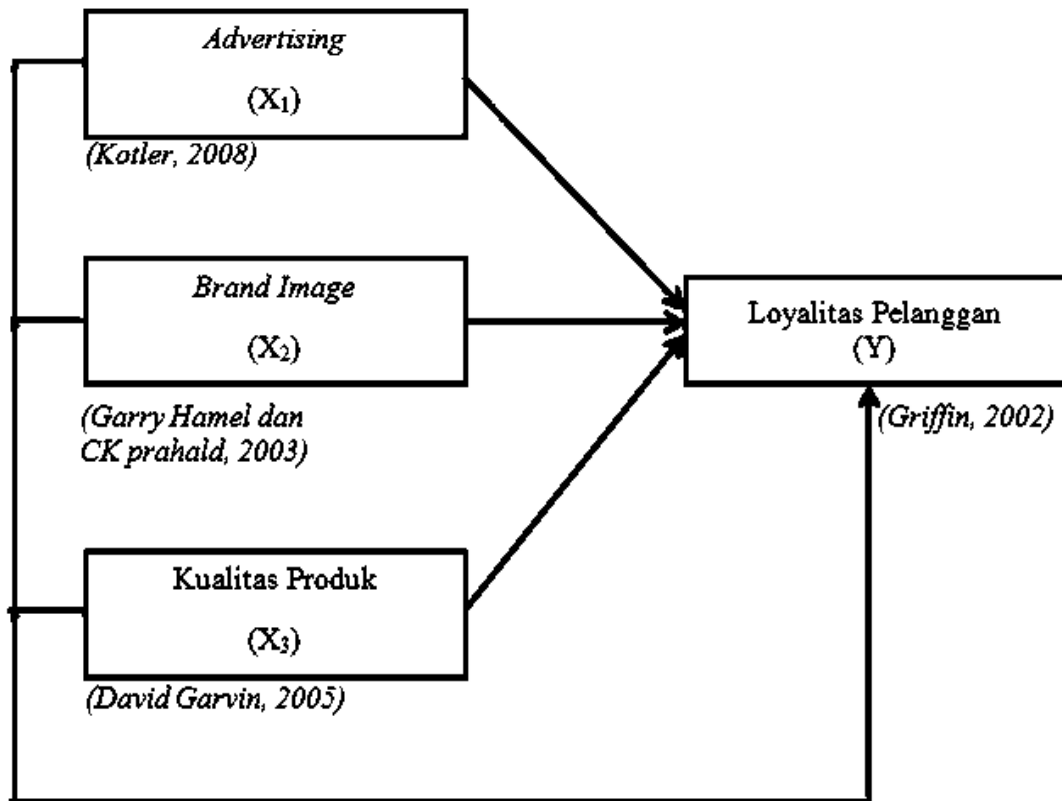 Advertising
(X₁)
(Kotler, 2008)
Brand Image
(X₂)
(Garry Hamel dan
CK prahald, 2003)
Loyalitas Pelanggan
(Y)
(Griffin, 2002)
Kualitas Produk
(X₃)
(David Garvin, 2005)